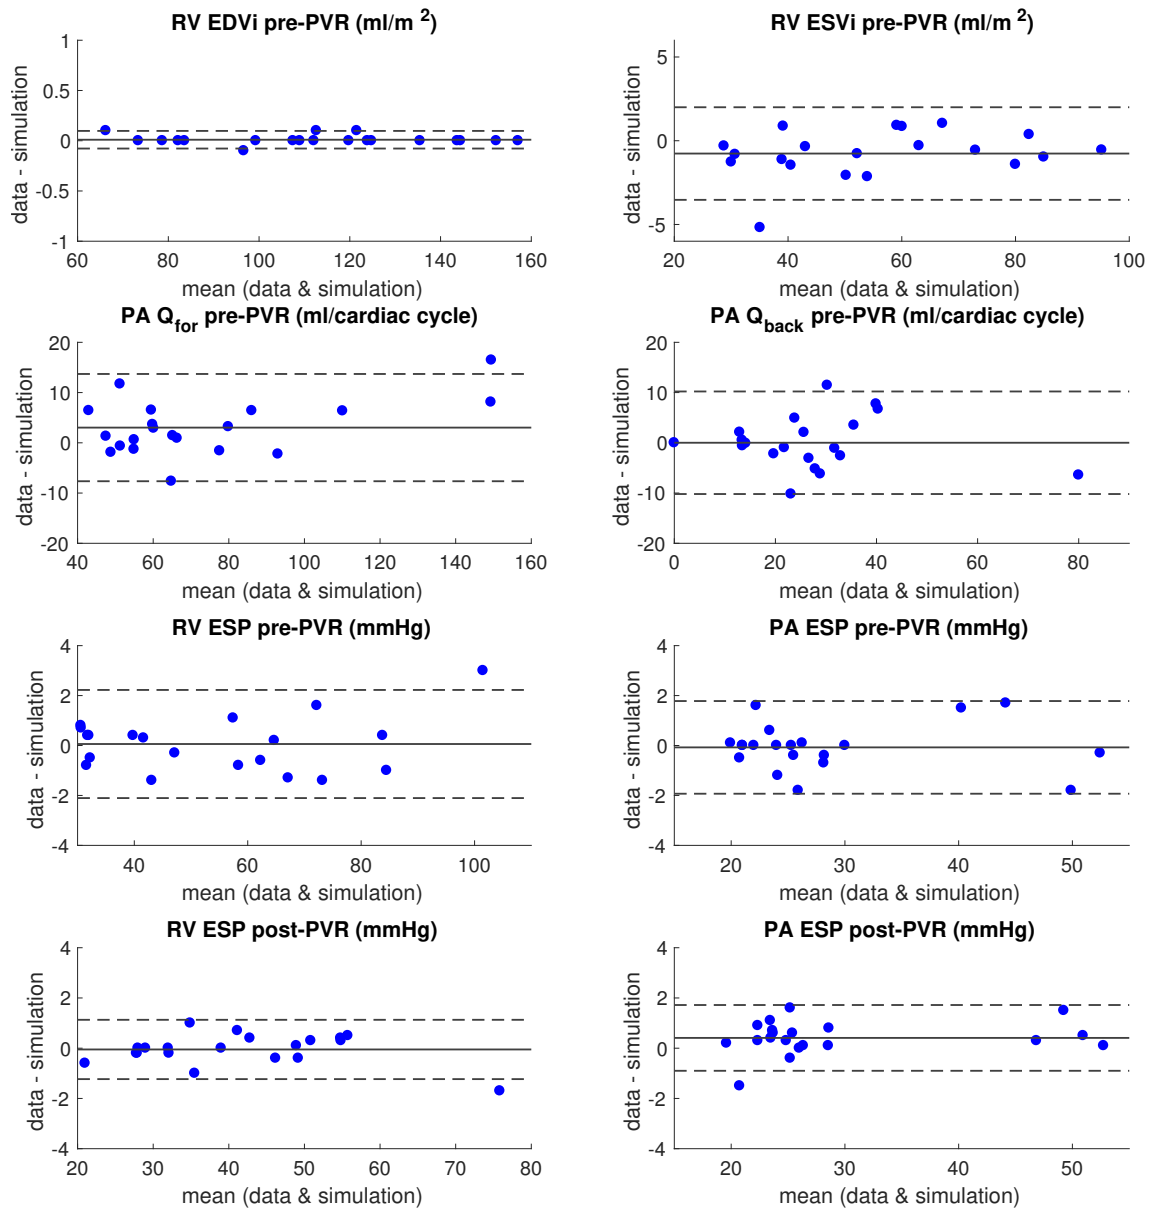 RV EDVi pre-PVR (ml/m 2)
1
0.5
0
-0.5
-1
data - simulation
60 80 100 120 140 160
mean (data & simulation)
RV ESVi pre-PVR (ml/m 2)
5
0
-5
data - simulation
20 40 60 80 100
mean (data & simulation)
PA Qfor pre-PVR (ml/cardiac cycle)
20
10
0
-10
-20
data - simulation
40 60 80 100 120 140 160
mean (data & simulation)
PA Qback pre-PVR (ml/cardiac cycle)
20
10
0
-10
-20
data - simulation
0 20 40 60 80
mean (data & simulation)
RV ESP pre-PVR (mmHg)
4
2
0
-2
-4
data - simulation
40 60 80 100
mean (data & simulation)
PA ESP pre-PVR (mmHg)
4
2
0
-2
-4
data - simulation
20 30 40 50
mean (data & simulation)
RV ESP post-PVR (mmHg)
4
2
0
-2
-4
data - simulation
20 30 40 50 60 70 80
mean (data & simulation)
PA ESP post-PVR (mmHg)
4
2
0
-2
-4
data - simulation
20 30 40 50
mean (data & simulation)